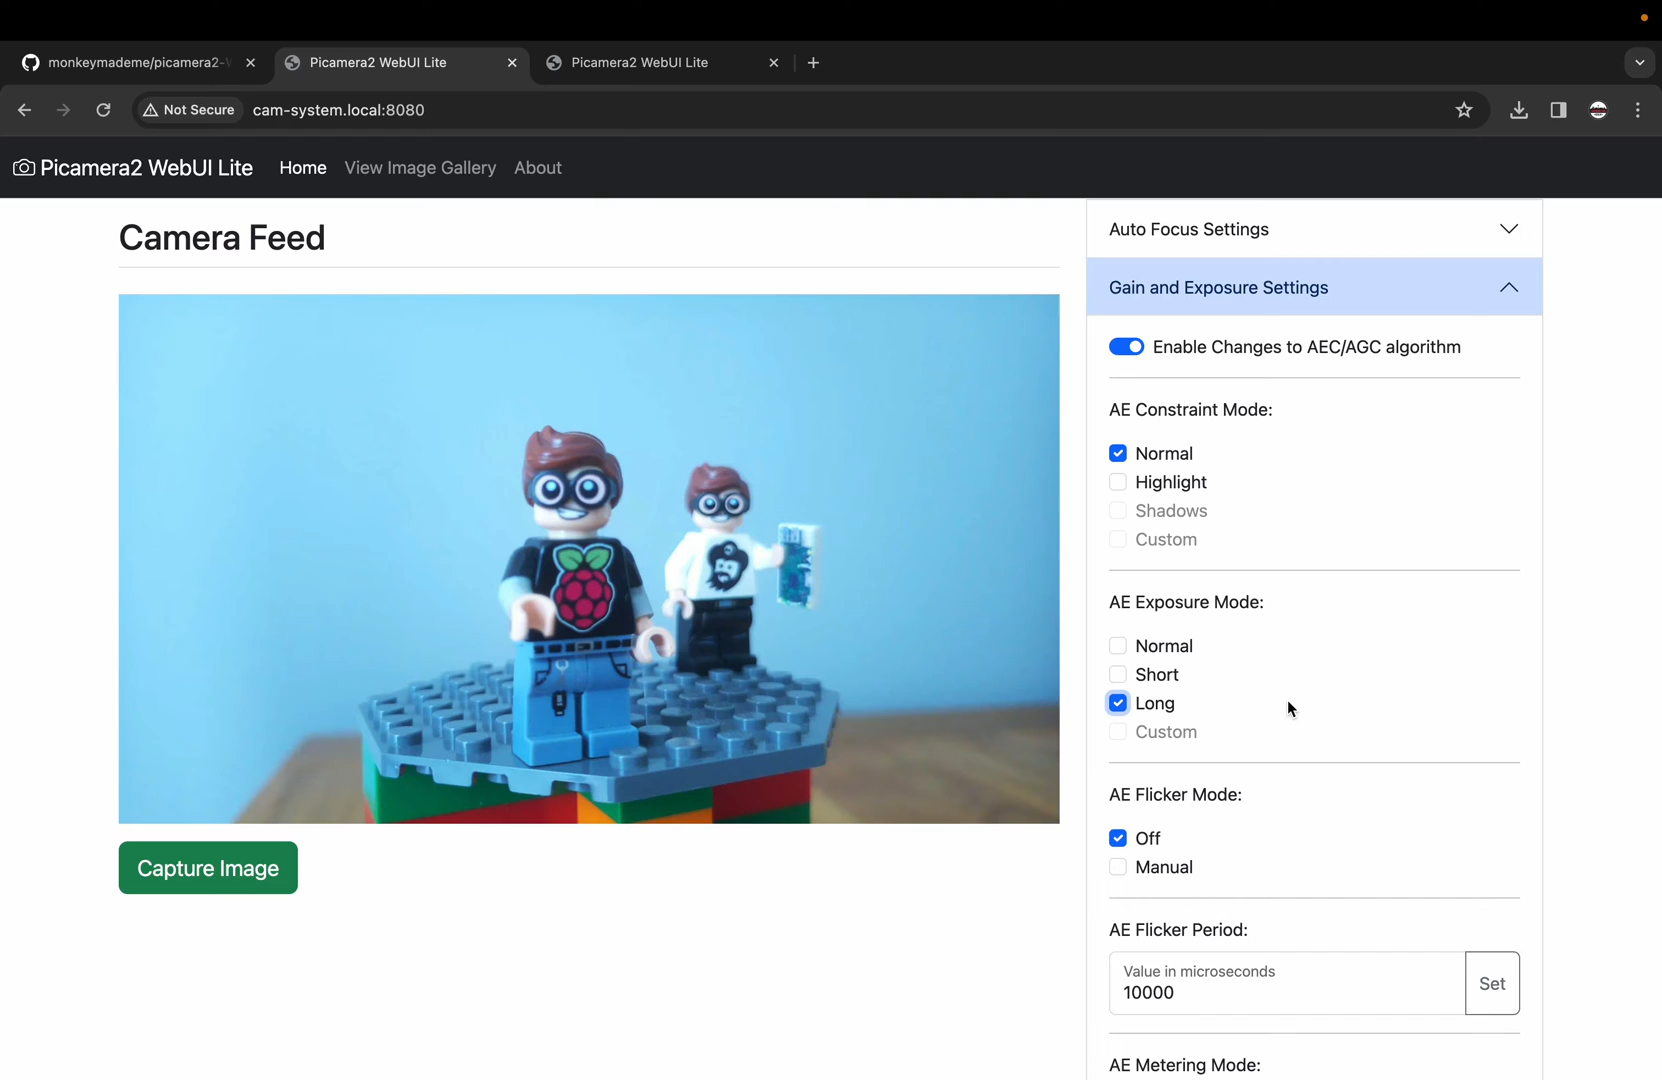 monkeymademe/picamera2-W
Picamera2 WebUI Lite
Picamera2 WebUI Lite
Not Secure
cam-system.local:8080
Picamera2 WebUI Lite
Home
View Image Gallery
About
Camera Feed
Capture Image
Auto Focus Settings
Gain and Exposure Settings
Enable Changes to AEC/AGC algorithm
AE Constraint Mode:
Normal
Highlight
Shadows
Custom
AE Exposure Mode:
Normal
Short
Long
Custom
AE Flicker Mode:
Off
Manual
AE Flicker Period:
Value in microseconds
10000
Set
AE Metering Mode: